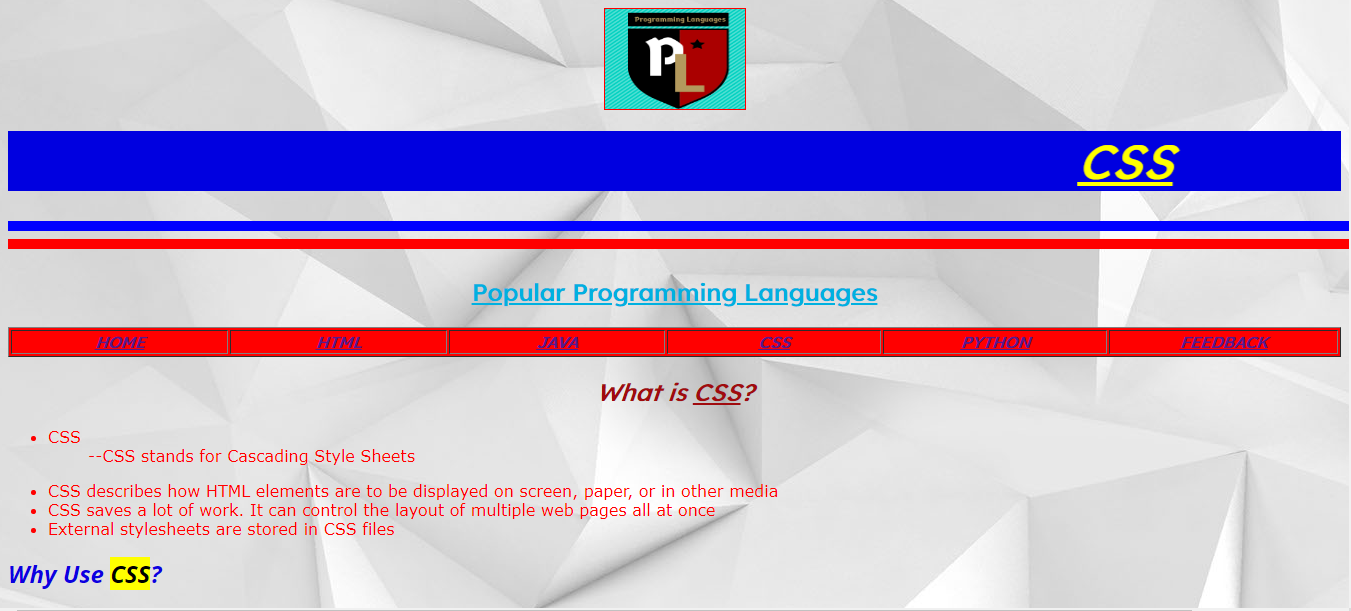 Programming Languages
PL
CSS
Popular Programming Languages
HOME HTML JAVA CSS PYTHON FEEDBACK
What is CSS?
• CSS
--CSS stands for Cascading Style Sheets
• CSS describes how HTML elements are to be displayed on screen, paper, or in other media
• CSS saves a lot of work. It can control the layout of multiple web pages all at once
• External stylesheets are stored in CSS files
Why Use CSS?